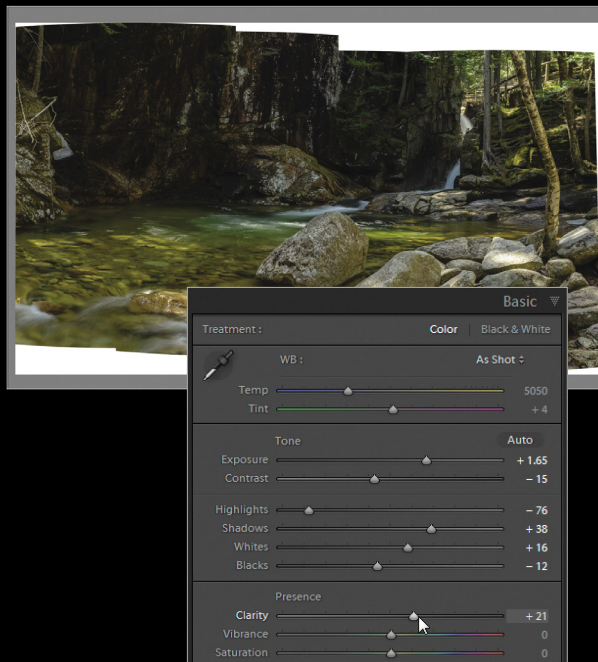 Basic
Treatment : Color Black & White
WB : As Shot
Temp 5050
Tint + 4
Tone Auto
Exposure + 1.65
Contrast − 15
Highlights − 76
Shadows + 38
Whites + 16
Blacks − 12
Presence
Clarity + 21
Vibrance 0
Saturation 0